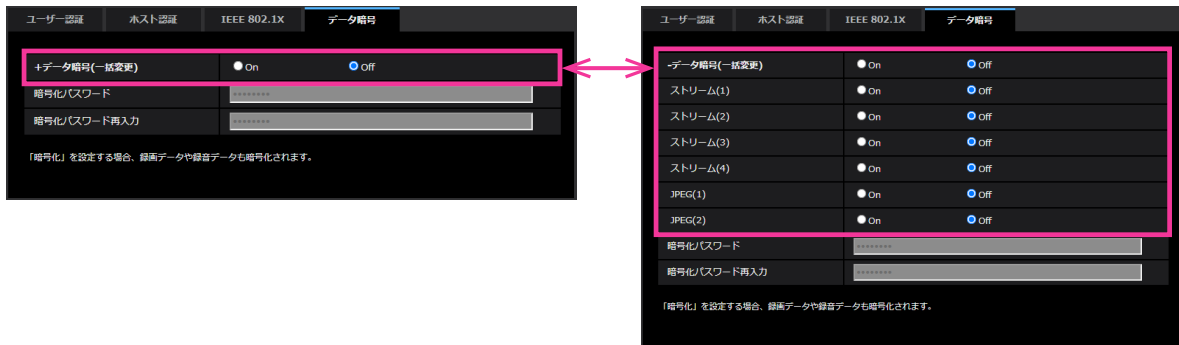 ユーザー認証 ホスト認証 IEEE 802.1X データ暗号
+データ暗号(一括変更) On Off
暗号化パスワード ••••••••
暗号化パスワード再入力 ••••••••
「暗号化」を設定する場合、録画データや録音データも暗号化されます。
ユーザー認証 ホスト認証 IEEE 802.1X データ暗号
-データ暗号(一括変更) On Off
ストリーム(1) On Off
ストリーム(2) On Off
ストリーム(3) On Off
ストリーム(4) On Off
JPEG(1) On Off
JPEG(2) On Off
暗号化パスワード ••••••••
暗号化パスワード再入力 ••••••••
「暗号化」を設定する場合、録画データや録音データも暗号化されます。